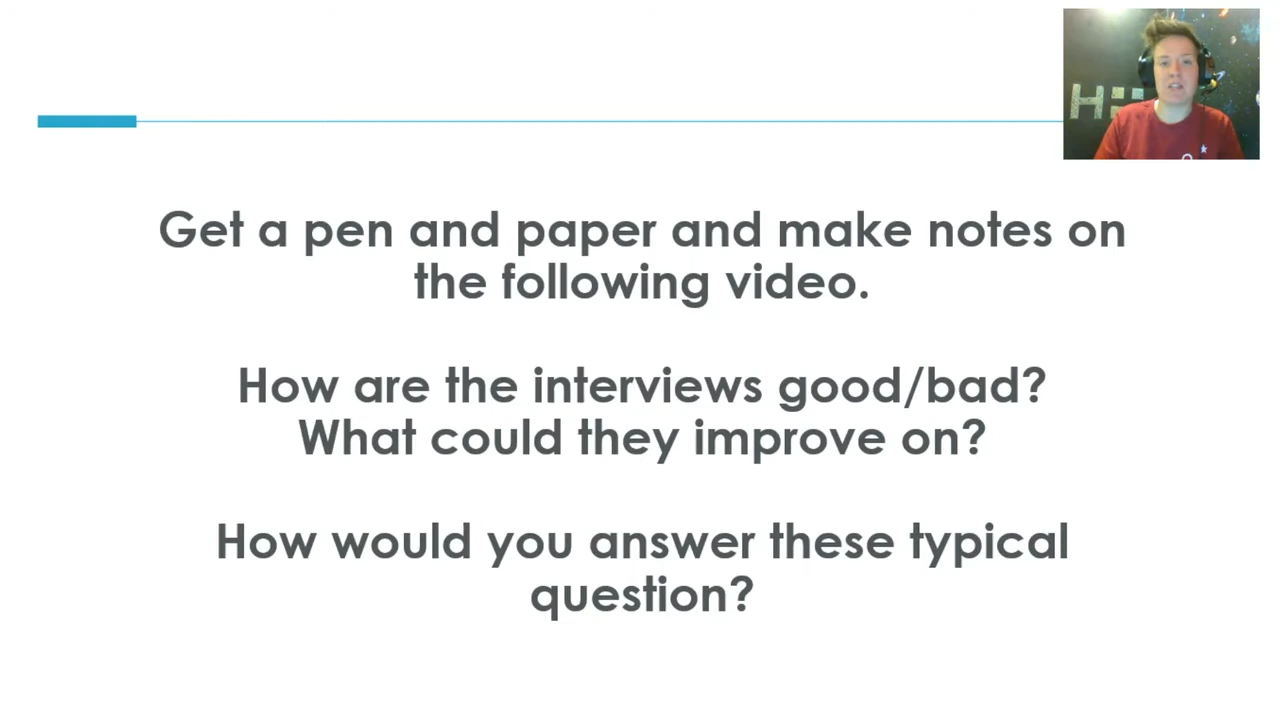 Get a pen and paper and make notes on
the following video.
How are the interviews good/bad?
What could they improve on?
How would you answer these typical
question?